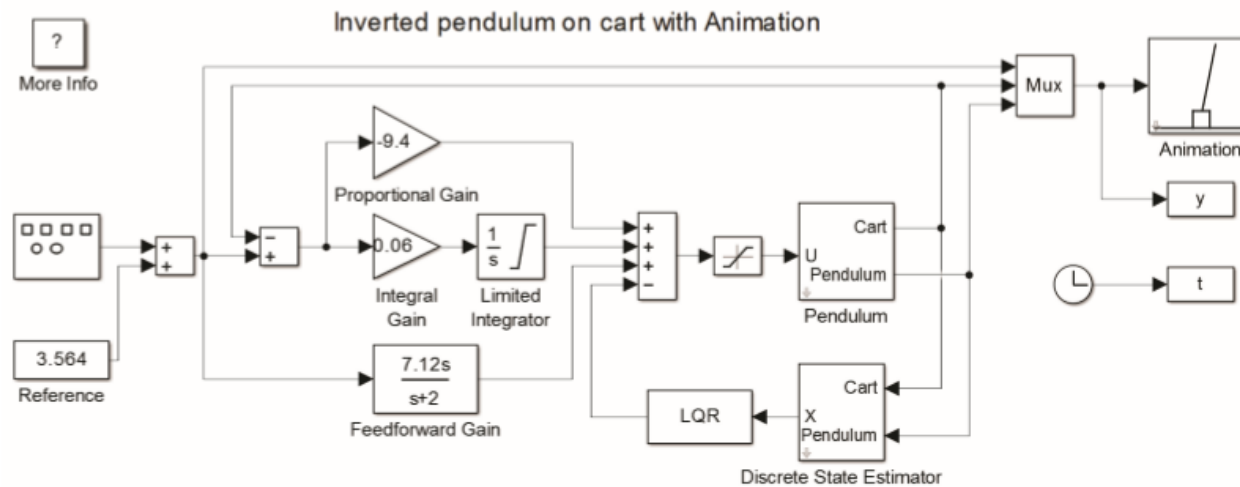 Inverted pendulum on cart with Animation
?
More Info
Mux
Animation
-9.4
Proportional Gain
y
+
+
−
+
0.06
Integral
Gain
1
s
Limited
Integrator
+
+
+
−
Cart
U
Pendulum
Pendulum
t
3.564
Reference
7.12s
s+2
Feedforward Gain
LQR
Cart
X
Pendulum
Discrete State Estimator